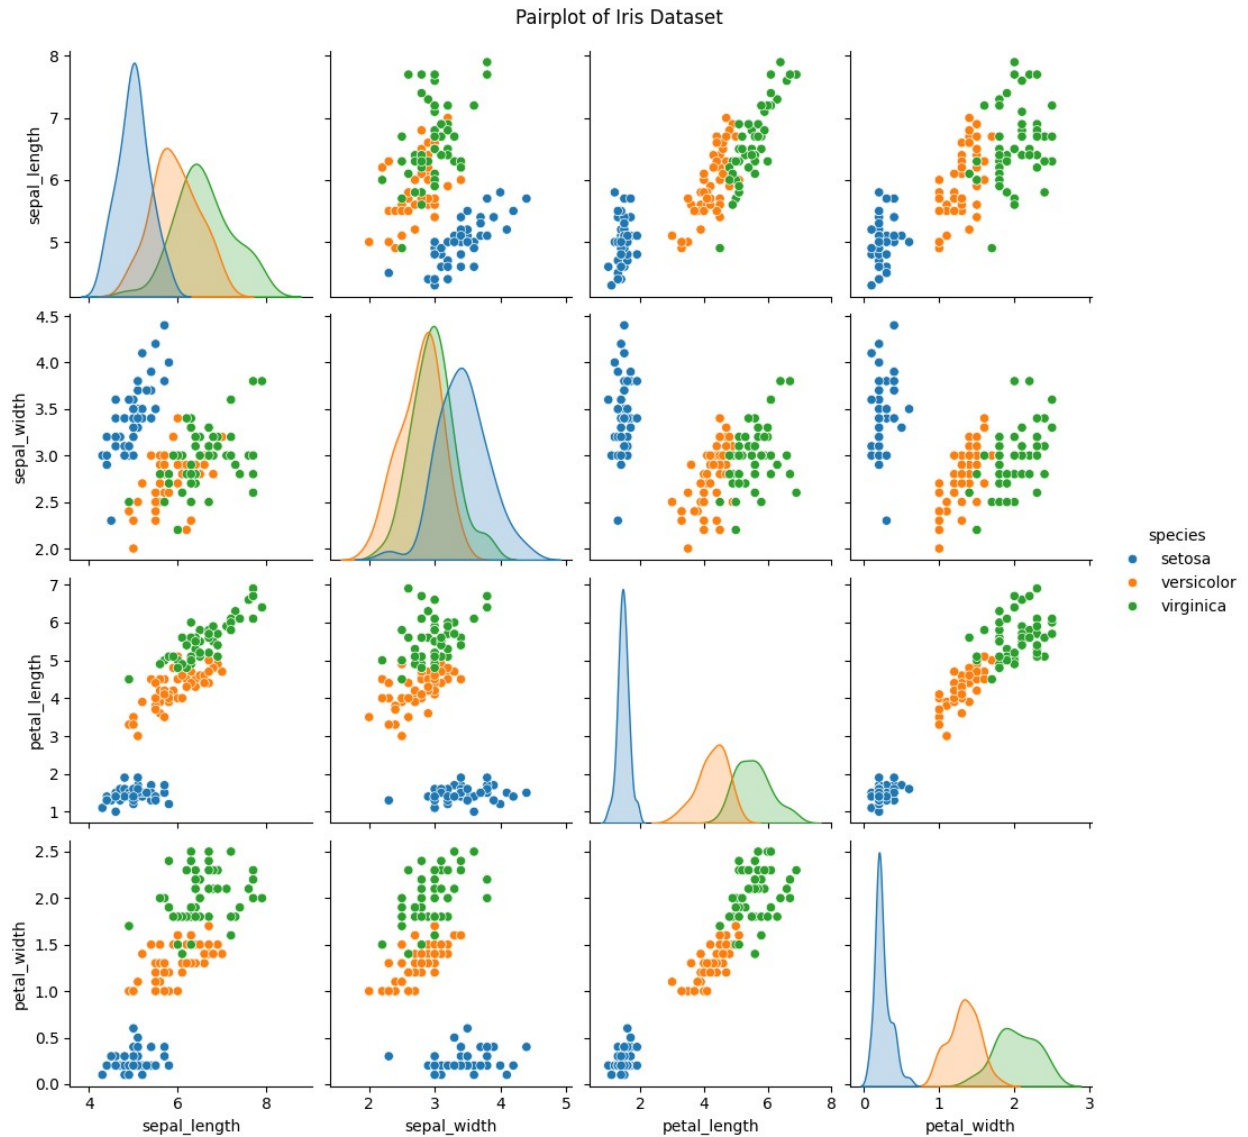 Pairplot of Iris Dataset
8
7
6
5
sepal_length
4 6 8
2 3 4 5
2 4 6 8
0 1 2 3
4.5
4.0
3.5
3.0
2.5
2.0
sepal_width
7
6
5
4
3
2
1
petal_length
2.5
2.0
1.5
1.0
0.5
0.0
petal_width
sepal_length
sepal_width
petal_length
petal_width
species
setosa
versicolor
virginica